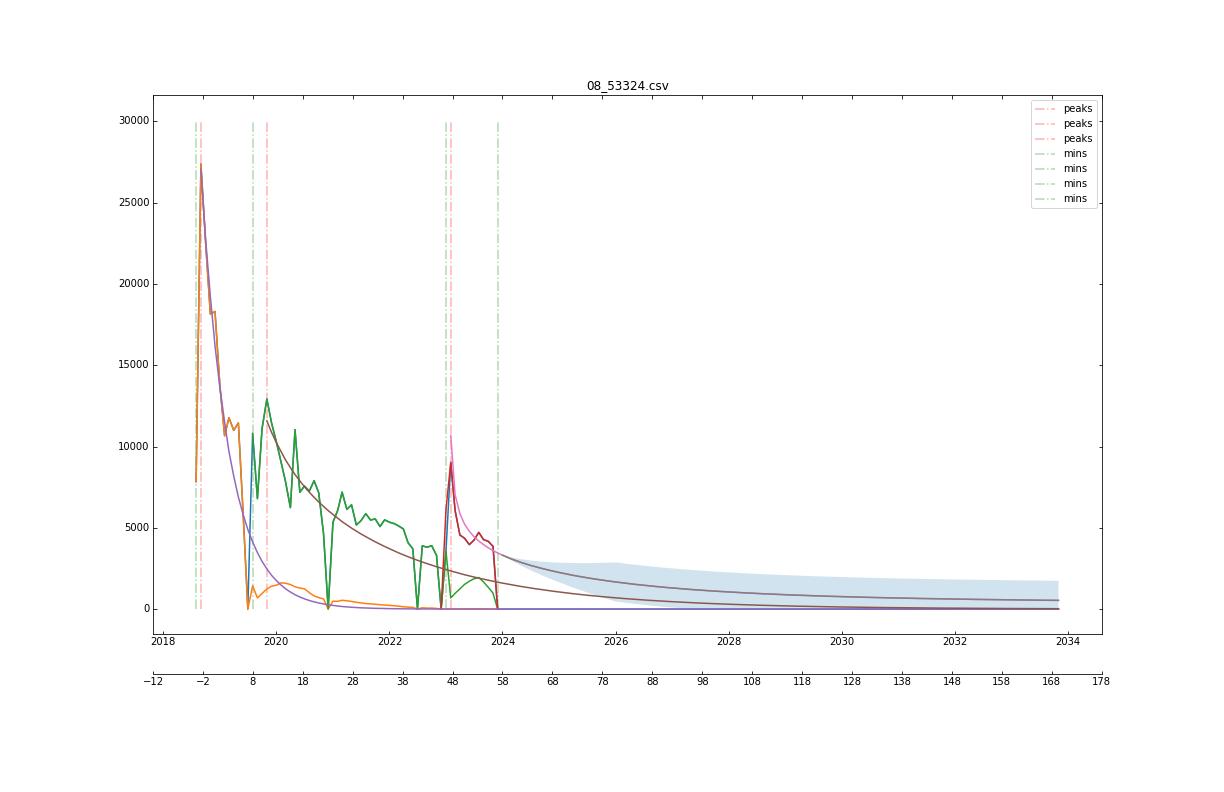 08_53324.csv
30000
25000
20000
15000
10000
5000
0
peaks
peaks
peaks
mins
mins
mins
mins
2018 2020 2022 2024 2026 2028 2030 2032 2034
−12 −2 8 18 28 38 48 58 68 78 88 98 108 118 128 138 148 158 168 178